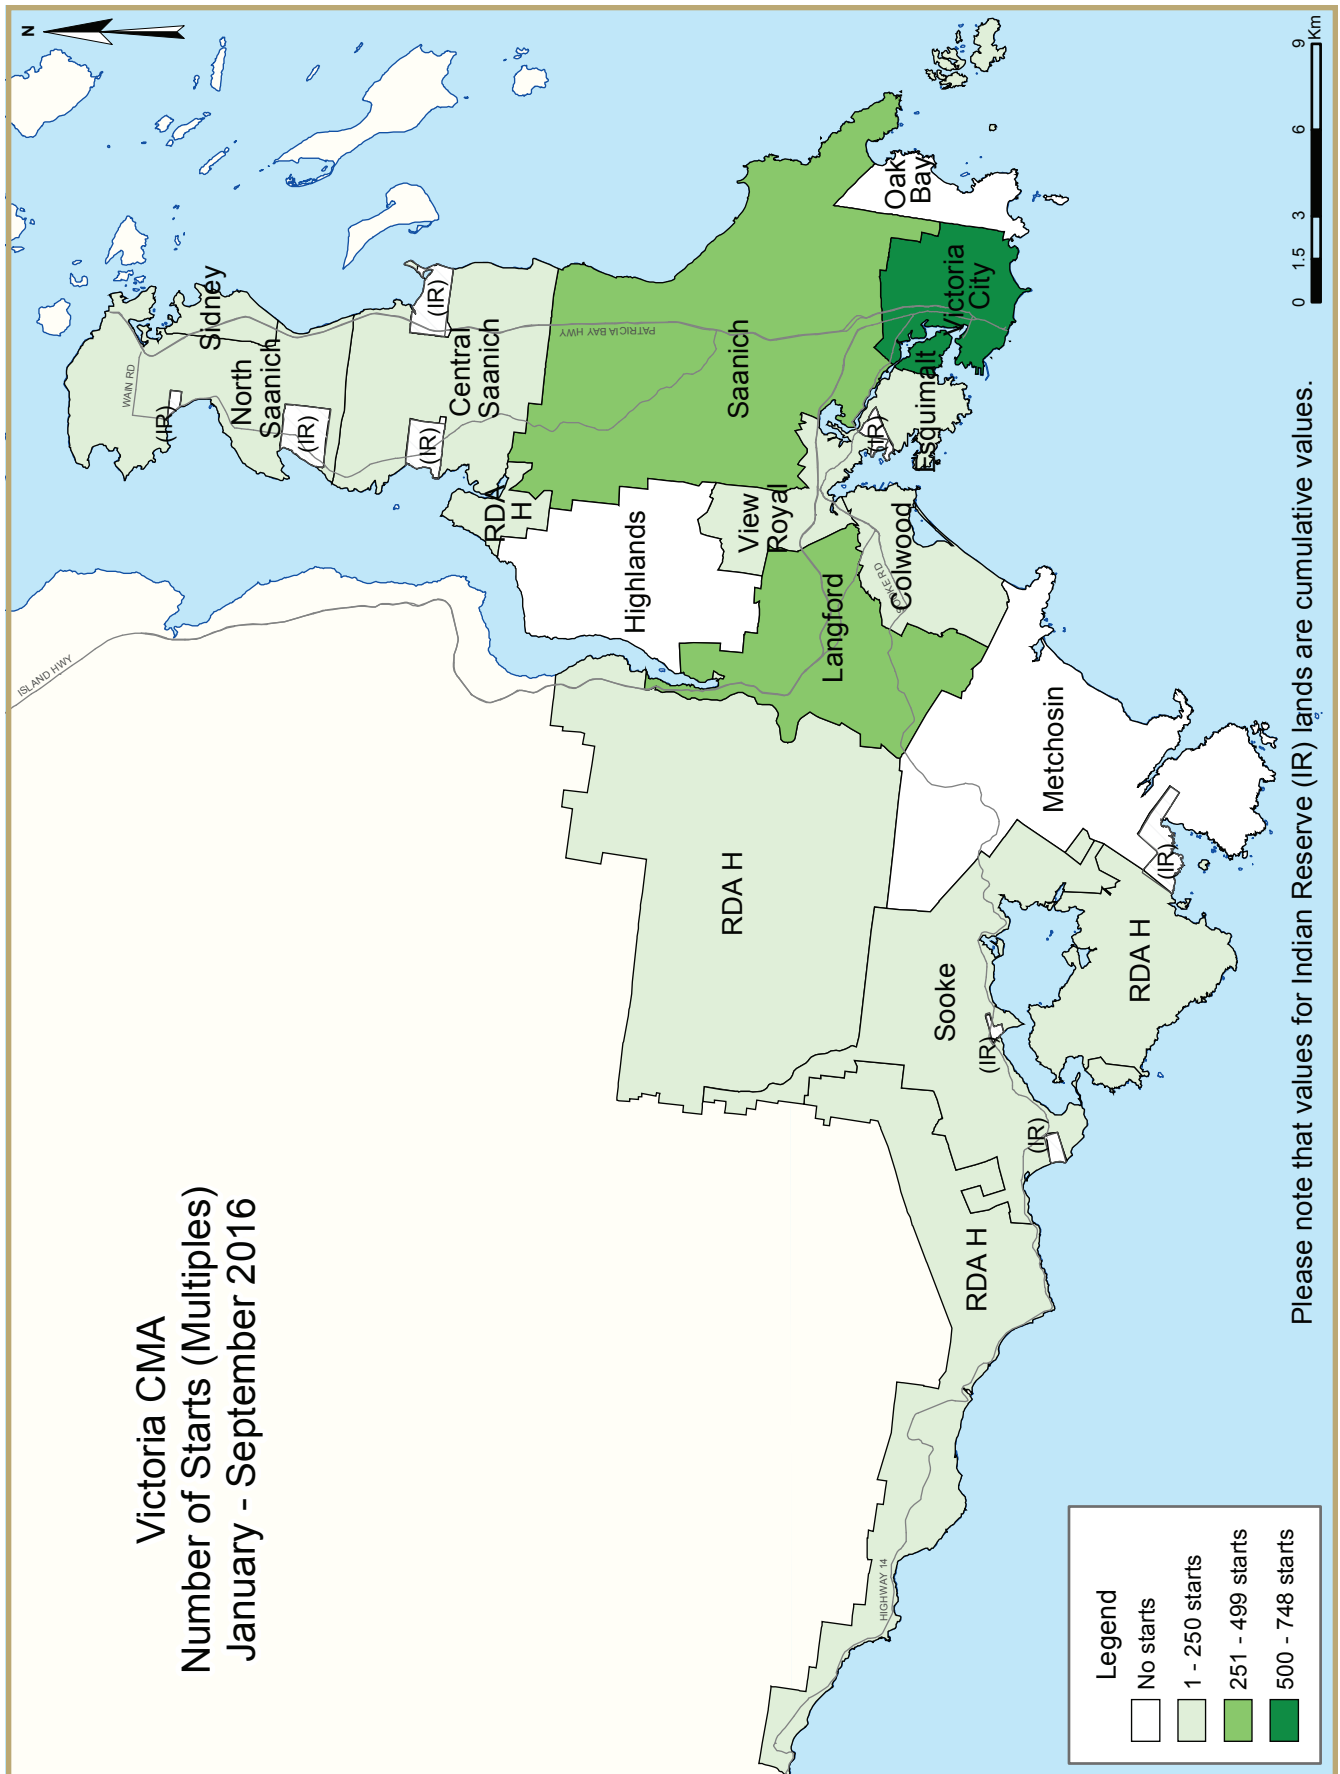 Victoria CMA
Number of Starts (Multiples)
January - September 2016
N
ISLAND HWY
WAIN RD
Sidney
North
Saanich
(IR)
(IR)
(IR)
(IR)
Central
Saanich
PATRICIA BAY HWY
RDA
H
Saanich
Highlands
View
Royal
Oak
Bay
Victoria
City
Esquimalt
(IR)
Langford
Colwood
Metchosin
(IR)
RDA H
Sooke
(IR)
(IR)
RDA H
RDA H
HIGHWAY 14
Legend
No starts
1 - 250 starts
251 - 499 starts
500 - 748 starts
0 1.5 3 6 9
Km
Please note that values for Indian Reserve (IR) lands are cumulative values.